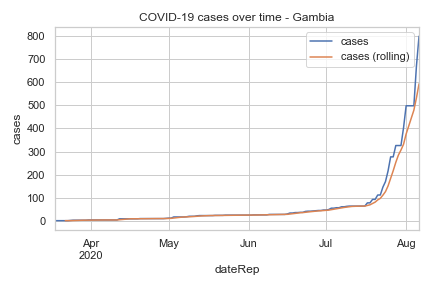 COVID-19 cases over time - Gambia
cases
cases (rolling)
800
700
600
500
400
300
200
100
0
cases
Apr
2020
May
Jun
Jul
Aug
dateRep